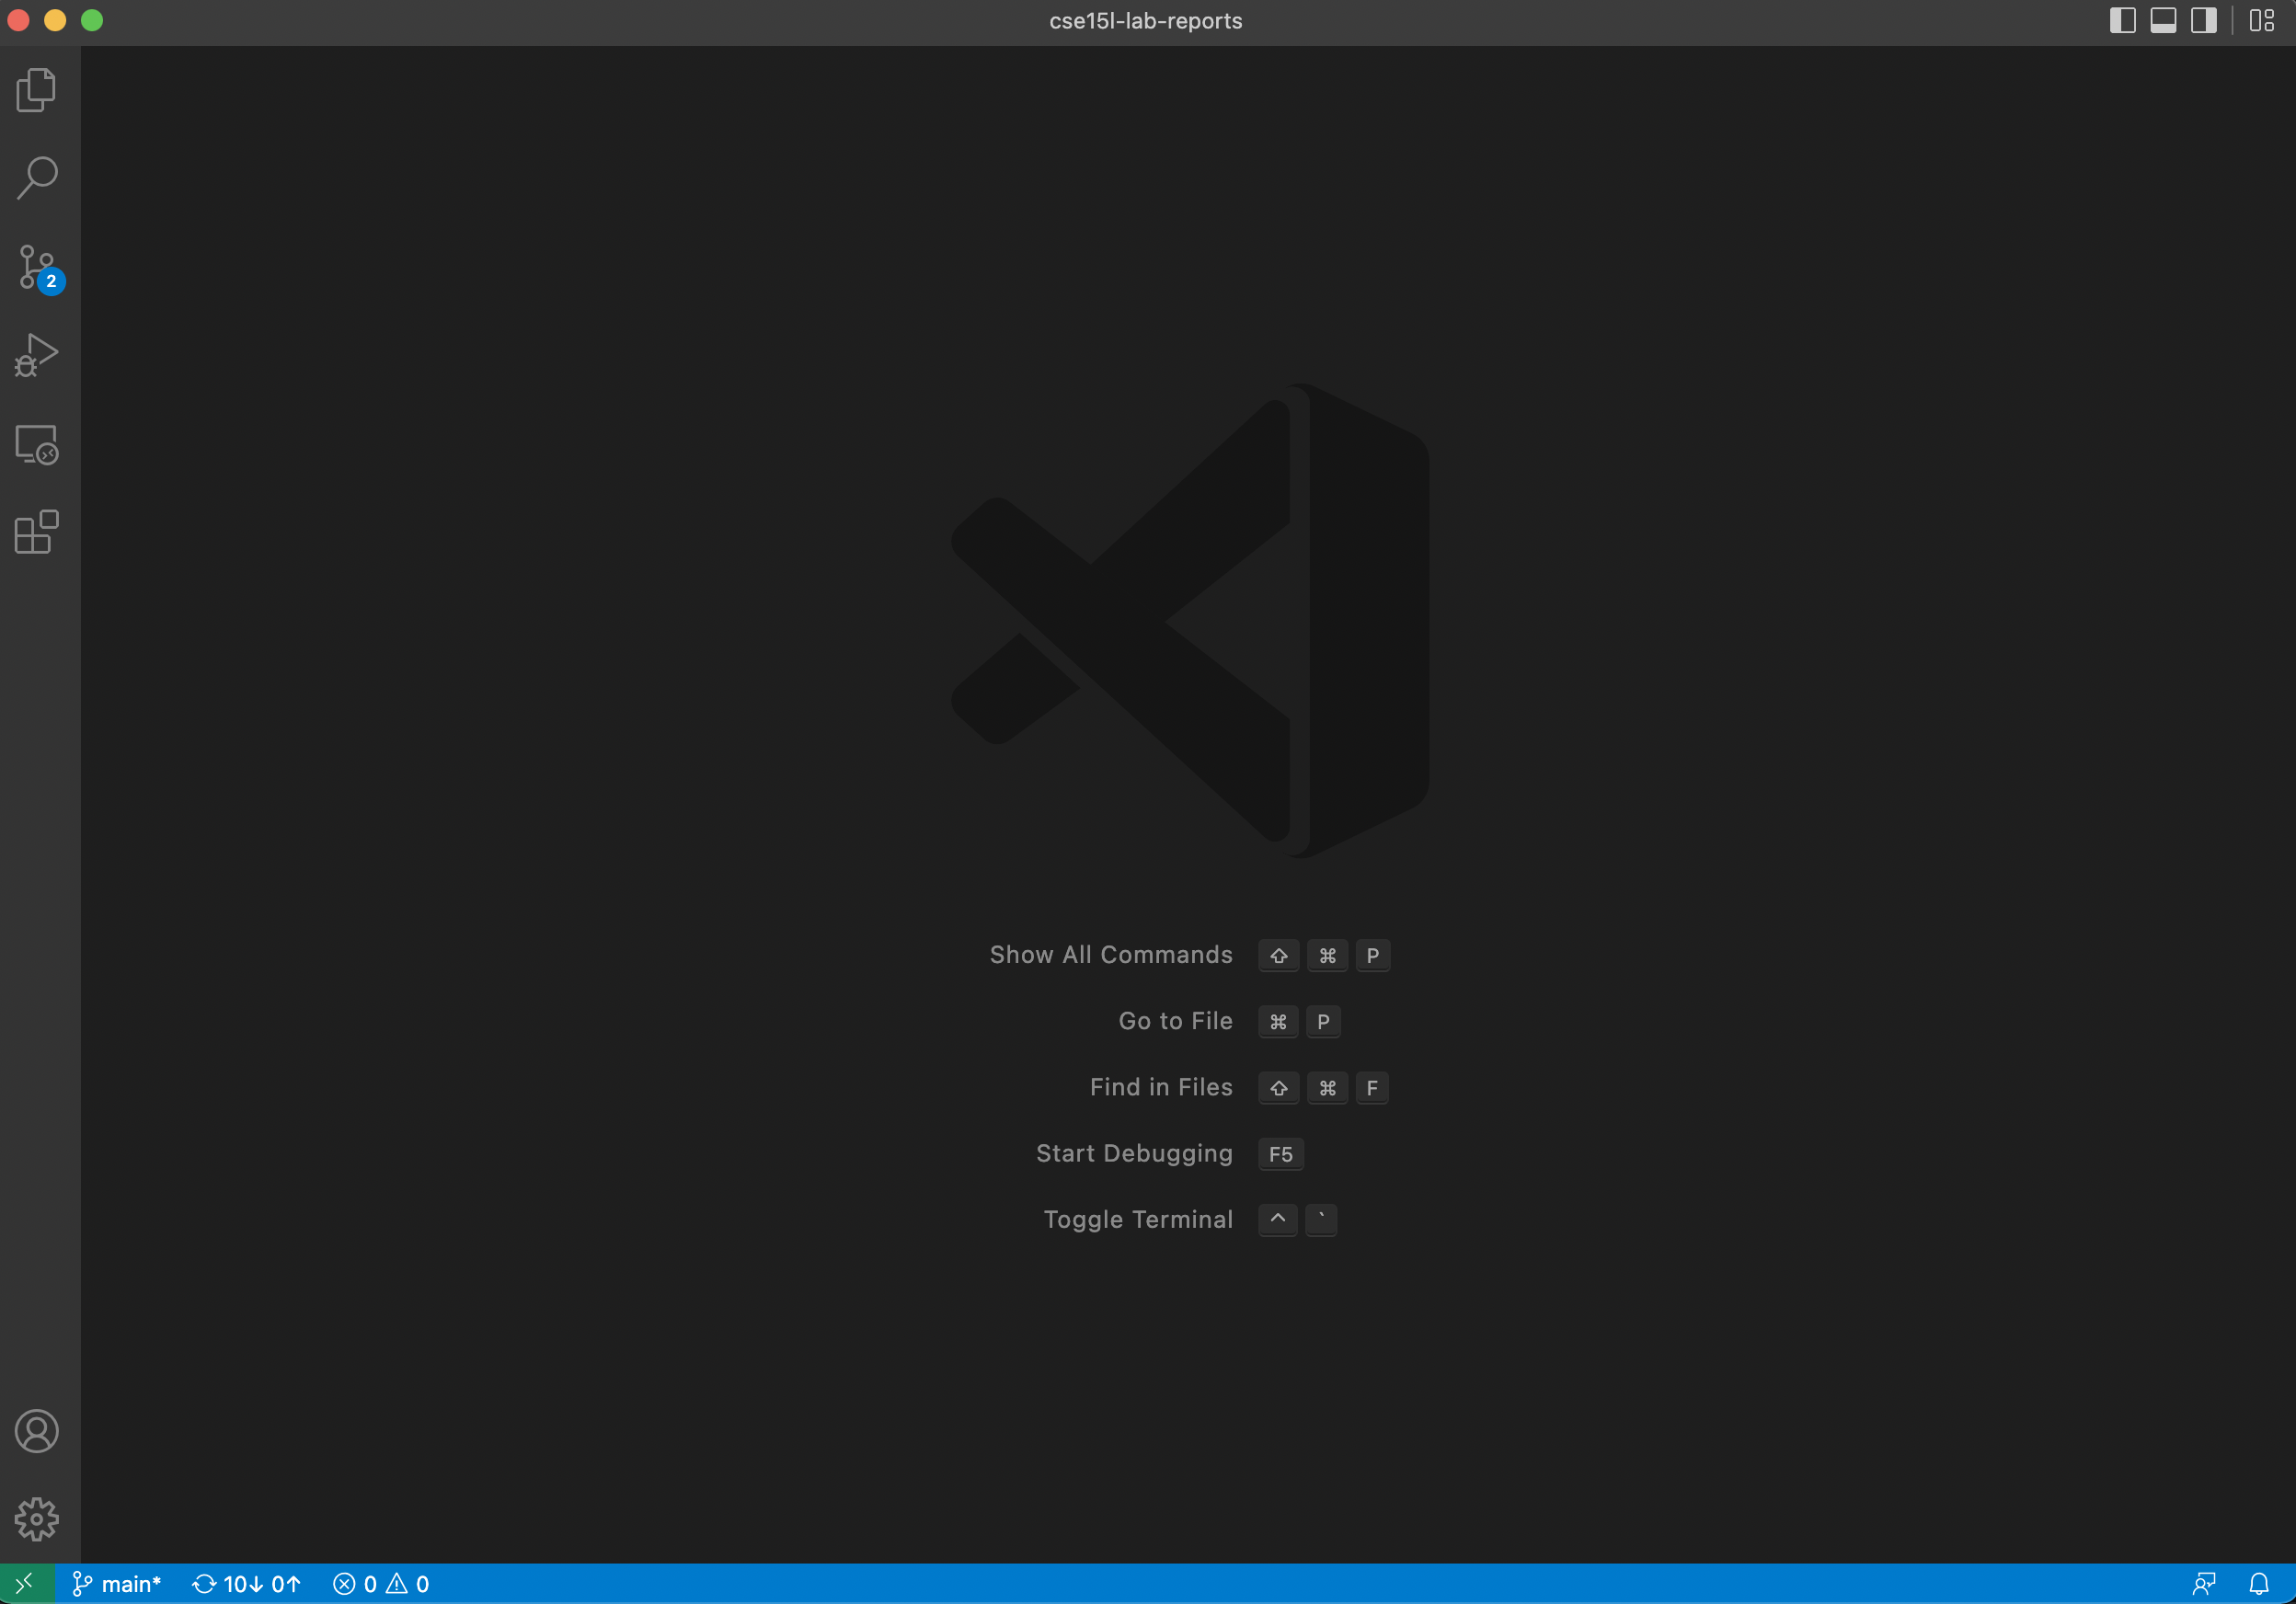 cse15l-lab-reports
2
Show All Commands ⇧ ⌘ P
Go to File ⌘ P
Find in Files ⇧ ⌘ F
Start Debugging F5
Toggle Terminal ^ `
main* 10↓ 0↑ 0 0